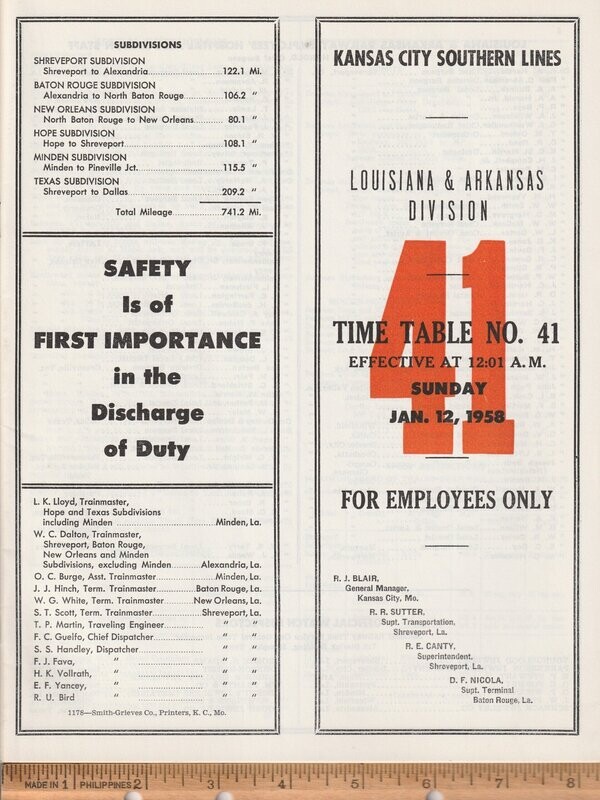 SUBDIVISIONS
SHREVEPORT SUBDIVISION
Shreveport to Alexandria..........................122.1 Mi.
BATON ROUGE SUBDIVISION
Alexandria to North Baton Rouge............106.2 "
NEW ORLEANS SUBDIVISION
North Baton Rouge to New Orleans.......... 80.1 "
HOPE SUBDIVISION
Hope to Shreveport....................................108.1 "
MINDEN SUBDIVISION
Minden to Pineville Jct...............................115.5 "
TEXAS SUBDIVISION
Shreveport to Dallas..................................209.2 "
Total Mileage........................741.2 Mi.
SAFETY
Is of
FIRST IMPORTANCE
in the
Discharge
of Duty
L. K. Lloyd, Trainmaster,
Hope and Texas Subdivisions
including Minden ..................................Minden, La.
W. C. Dalton, Trainmaster,
Shreveport, Baton Rouge,
New Orleans and Minden
Subdivisions, excluding Minden..........Alexandria, La.
O. C. Burge, Asst. Trainmaster....................Minden, La.
J. J. Hinch, Term. Trainmaster...........Baton Rouge, La.
W. G. White, Term. Trainmaster..........New Orleans, La.
S. T. Scott, Term. Trainmaster................Shreveport, La.
T. P. Martin, Traveling Engineer.............. " "
F. C. Guelfo, Chief Dispatcher.................. " "
S. S. Handley, Dispatcher........................ " "
F. J. Fava, " ........................ " "
H. K. Vollrath, " ........................ " "
E. F. Yancey, " ........................ " "
R. U. Bird " ........................ " "
1178—Smith-Grieves Co., Printers, K. C., Mo.
KANSAS CITY SOUTHERN LINES
LOUISIANA & ARKANSAS
DIVISION
41
TIME TABLE NO. 41
EFFECTIVE AT 12:01 A. M.
SUNDAY
JAN. 12, 1958
FOR EMPLOYEES ONLY
R. J. BLAIR,
General Manager,
Kansas City, Mo.
R. R. SUTTER,
Supt. Transportation,
Shreveport, La.
R. E. CANTY,
Superintendent,
Shreveport, La.
D. F. NICOLA,
Supt. Terminal
Baton Rouge, La.
MADE IN 1 PHILIPPINES 2 3 4 5 6 7 8